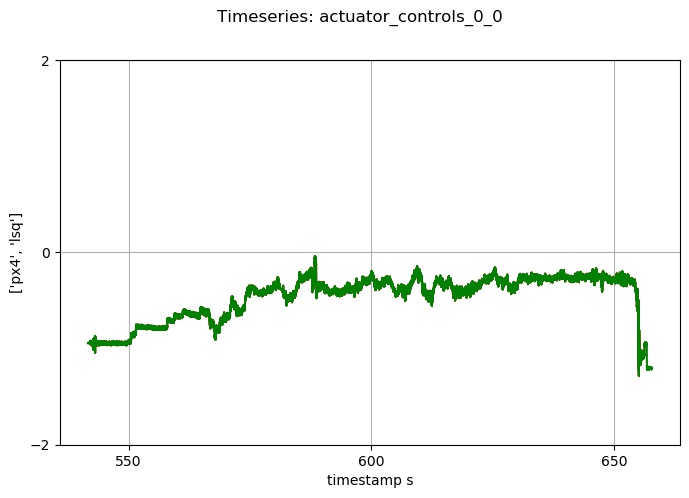 Timeseries: actuator_controls_0_0
['px4', 'lsq']
2
0
−2
550
600
650
timestamp s